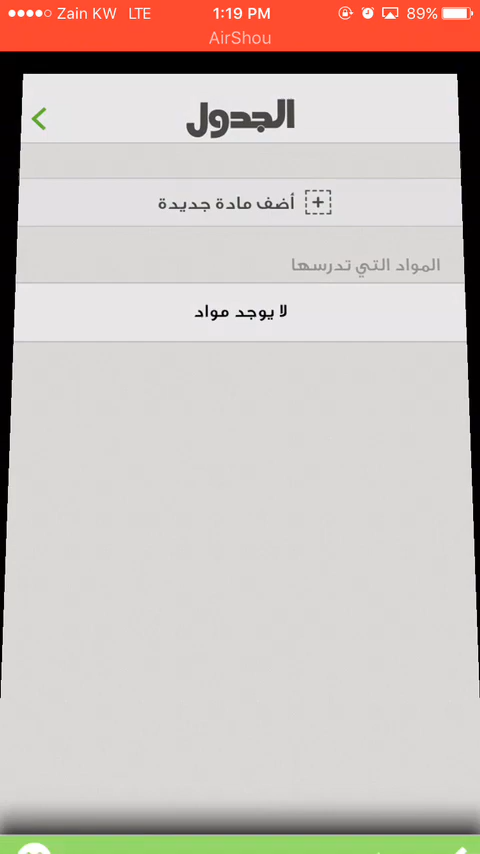 Zain KW LTE 1:19 PM 89%
AirShou
الجدول
أضف مادة جديدة
المواد التي تدرسها
لا يوجد مواد